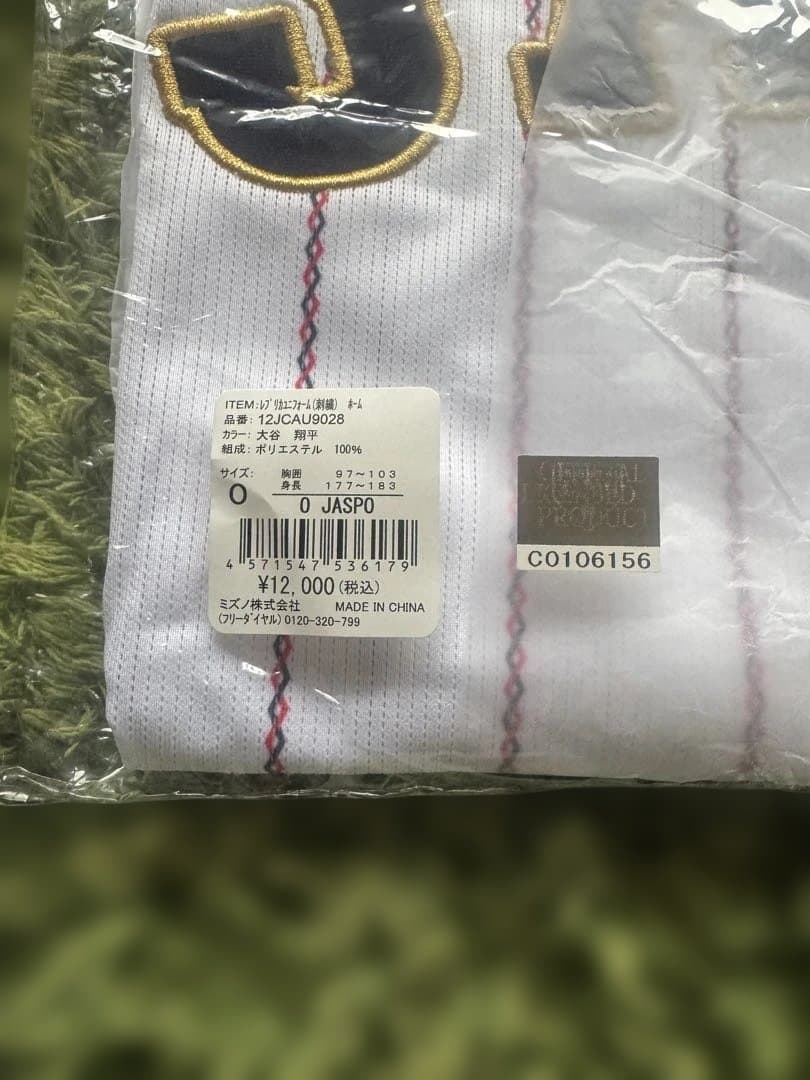 J
ITEM:ﾚﾌﾟﾘｶﾕﾆﾌｫｰﾑ(刺繍) ﾎｰﾑ
品番: 12JCAU9028
カラー: 大谷 翔平
組成: ポリエステル 100%
サイズ: 胸囲 97～103
O 身長 177～183
O JASPO
4 571547 536179
¥12,000(税込)
ミズノ株式会社 MADE IN CHINA
(フリーダイヤル)0120-320-799
PRODUCT
C0106156